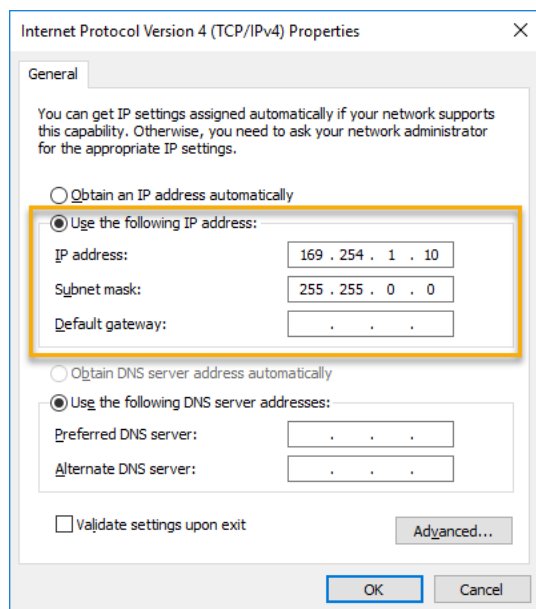 Internet Protocol Version 4 (TCP/IPv4) Properties
General
You can get IP settings assigned automatically if your network supports
this capability. Otherwise, you need to ask your network administrator
for the appropriate IP settings.
Obtain an IP address automatically
Use the following IP address:
IP address: 169 . 254 . 1 . 10
Subnet mask: 255 . 255 . 0 . 0
Default gateway: . . .
Obtain DNS server address automatically
Use the following DNS server addresses:
Preferred DNS server: . . .
Alternate DNS server: . . .
Validate settings upon exit
Advanced...
OK Cancel